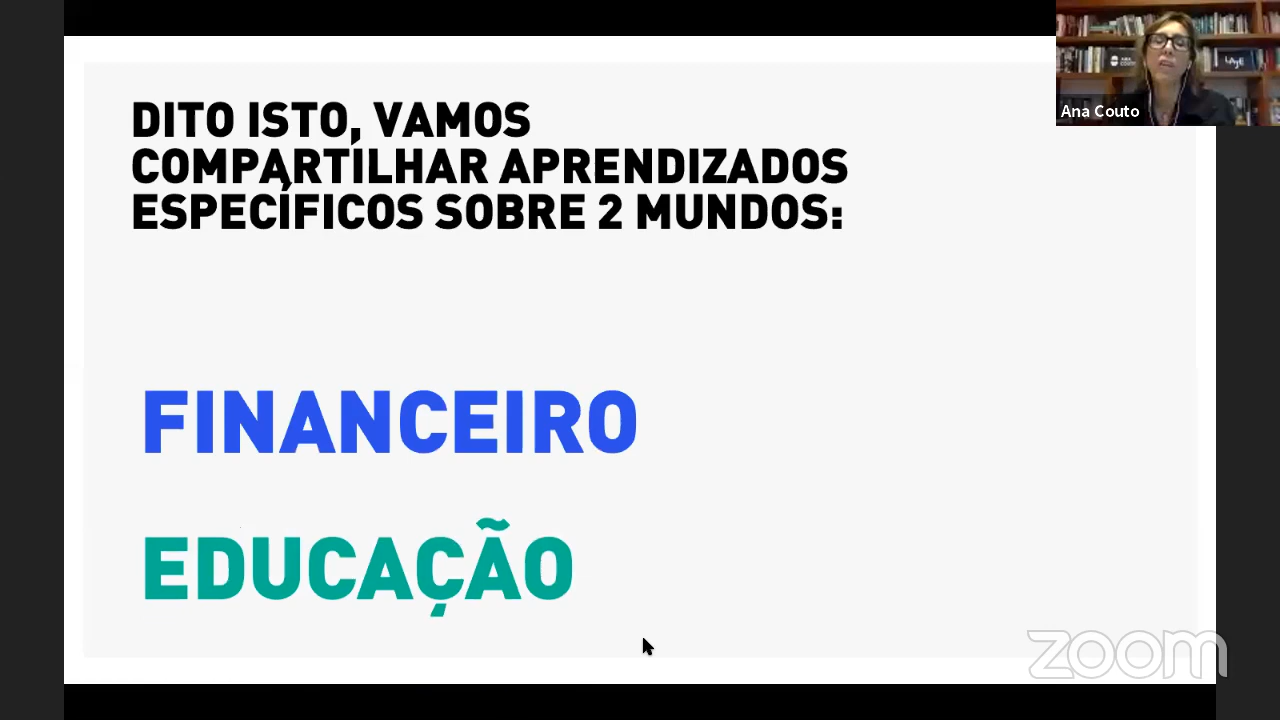 DITO ISTO, VAMOS
COMPARTILHAR APRENDIZADOS
ESPECÍFICOS SOBRE 2 MUNDOS:
FINANCEIRO
EDUCAÇÃO
Ana Couto
zoom